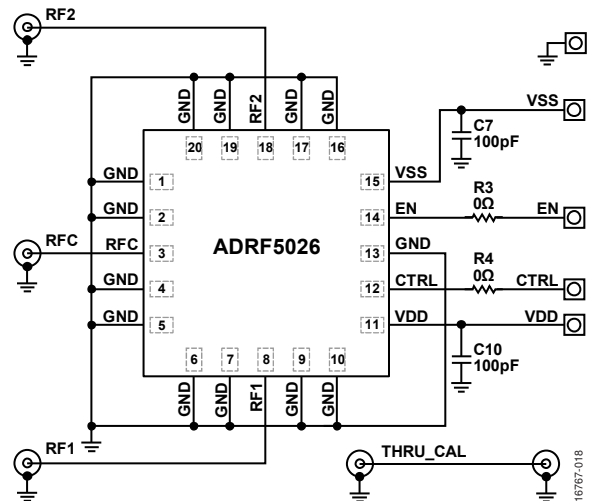 RF2
GND
GND
RF2
GND
GND
20
19
18
17
16
VSS
C7
100pF
GND
1
15
VSS
GND
2
14
EN
R3
0Ω
EN
RFC
RFC
3
ADRF5026
13
GND
GND
4
12
CTRL
R4
0Ω
CTRL
GND
5
11
VDD
VDD
6
7
8
9
10
C10
100pF
GND
GND
RF1
GND
GND
RF1
THRU_CAL
16767-018